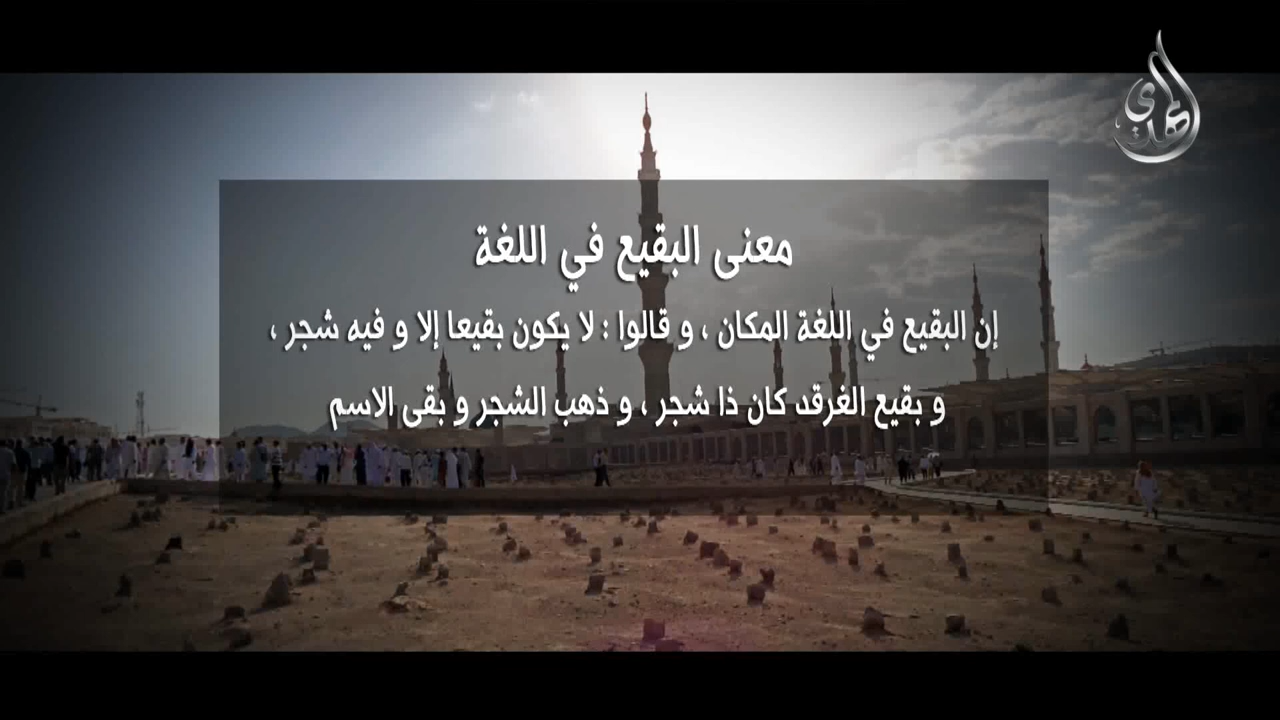 المهدي
معنى البقيع في اللغة
إن البقيع في اللغة المكان ، و قالوا : لا يكون بقيعا إلا و فيه شجر ،
و بقيع الغرقد كان ذا شجر ، و ذهب الشجر و بقى الاسم